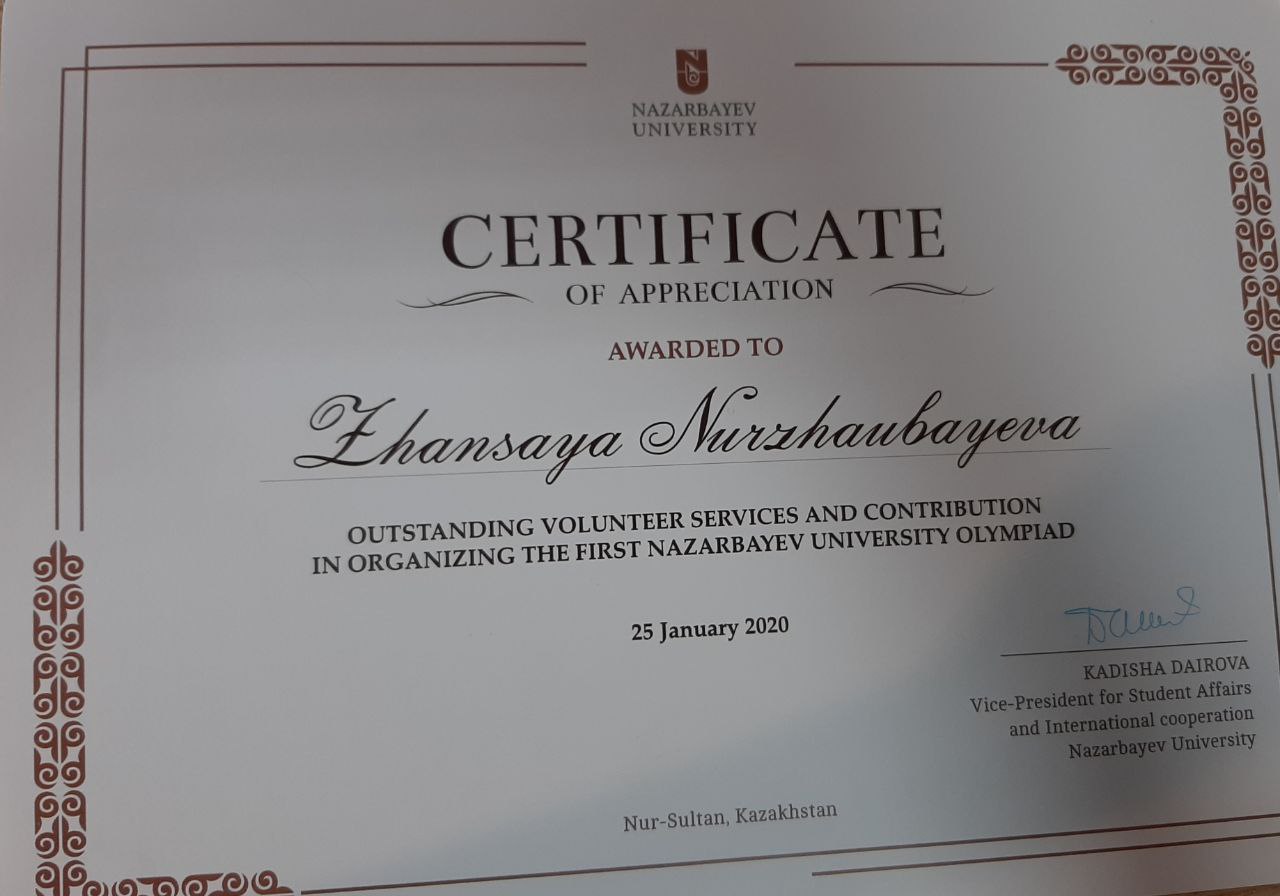 NAZARBAYEV
UNIVERSITY
CERTIFICATE
OF APPRECIATION
AWARDED TO
Zhansaya Nurzhaubayeva
OUTSTANDING VOLUNTEER SERVICES AND CONTRIBUTION
IN ORGANIZING THE FIRST NAZARBAYEV UNIVERSITY OLYMPIAD
25 January 2020
KADISHA DAIROVA
Vice-President for Student Affairs
and International cooperation
Nazarbayev University
Nur-Sultan, Kazakhstan